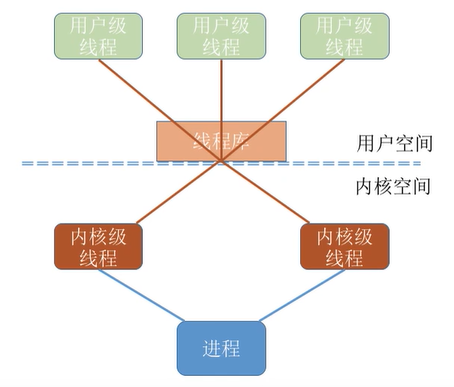 用户级
线程
用户级
线程
用户级
线程
线程库
用户空间
内核空间
内核级
线程
内核级
线程
进程